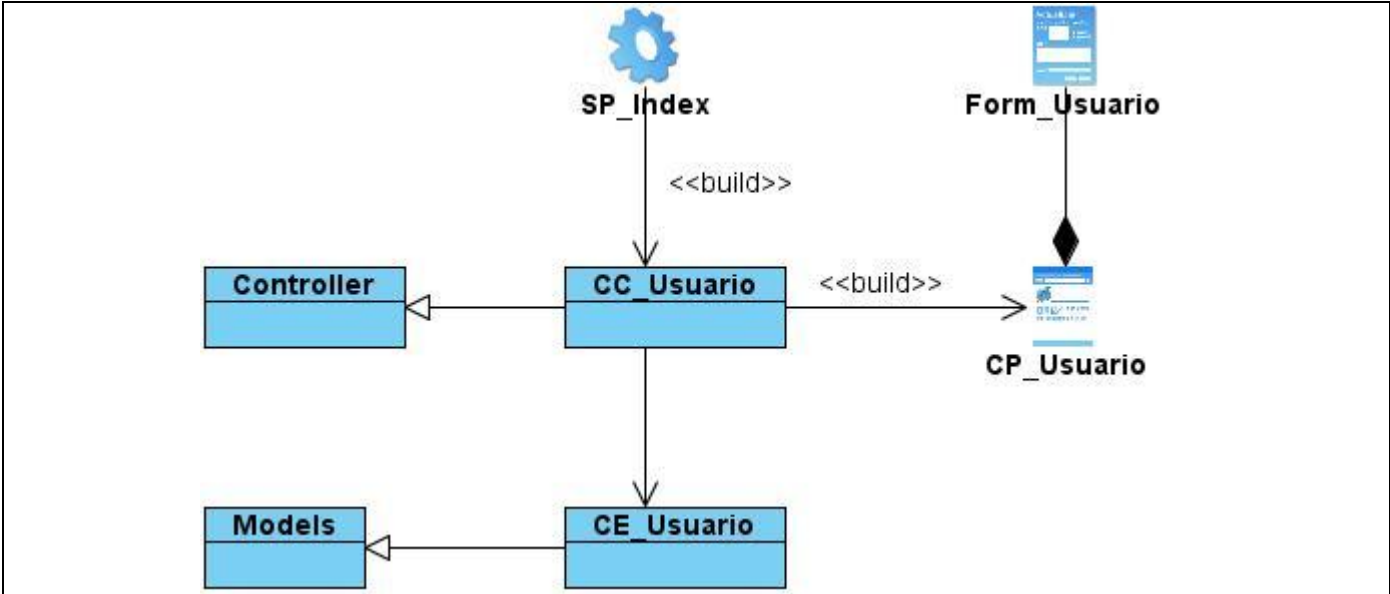 SP_Index
Form_Usuario
<<build>>
Controller
CC_Usuario
<<build>>
CP_Usuario
Models
CE_Usuario